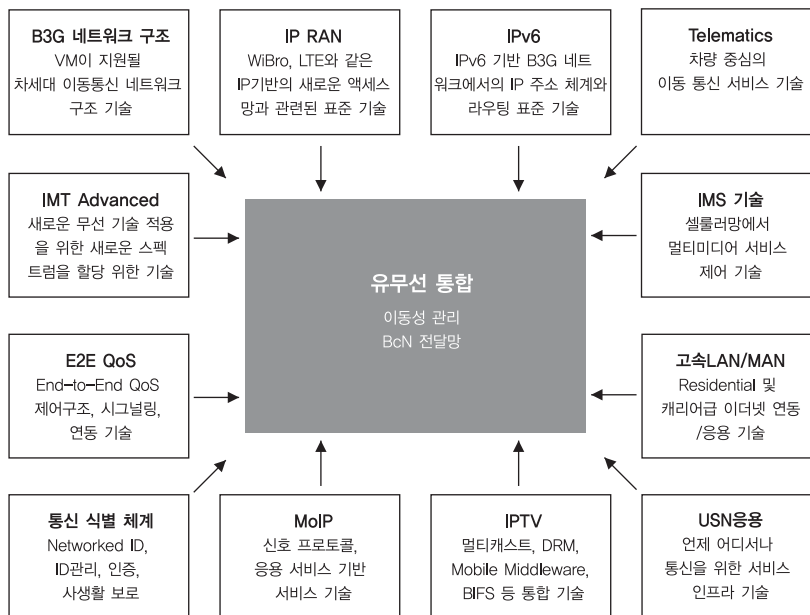 B3G 네트워크 구조
VM이 지원될
차세대 이동통신 네트워크
구조 기술
IP RAN
WiBro, LTE와 같은
IP기반의 새로운 액세스
망과 관련된 표준 기술
IPv6
IPv6 기반 B3G 네트
워크에서의 IP 주소 체계와
라우팅 표준 기술
Telematics
차량 중심의
이동 통신 서비스 기술
IMT Advanced
새로운 무선 기술 적용
을 위한 새로운 스펙
트럼을 할당 위한 기술
유무선 통합
이동성 관리
BcN 전달망
IMS 기술
셀룰러망에서
멀티미디어 서비스
제어 기술
E2E QoS
End-to-End QoS
제어구조, 시그널링,
연동 기술
고속LAN/MAN
Residential 및
캐리어급 이더넷 연동
/응용 기술
통신 식별 체계
Networked ID,
ID관리, 인증,
사생활 보로
MoIP
신호 프로토콜,
응용 서비스 기반
서비스 기술
IPTV
멀티캐스트, DRM,
Mobile Middleware,
BIFS 등 통합 기술
USN응용
언제 어디서나
통신을 위한 서비스
인프라 기술